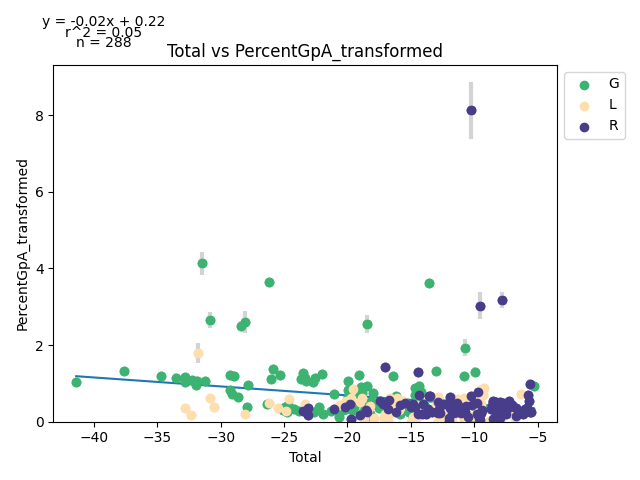 y = -0.02x + 0.22
r^2 = 0.05
n = 288
Total vs PercentGpA_transformed
PercentGpA_transformed
8
6
4
2
0
−40
−35
−30
−25
−20
−15
−10
−5
Total
G
L
R